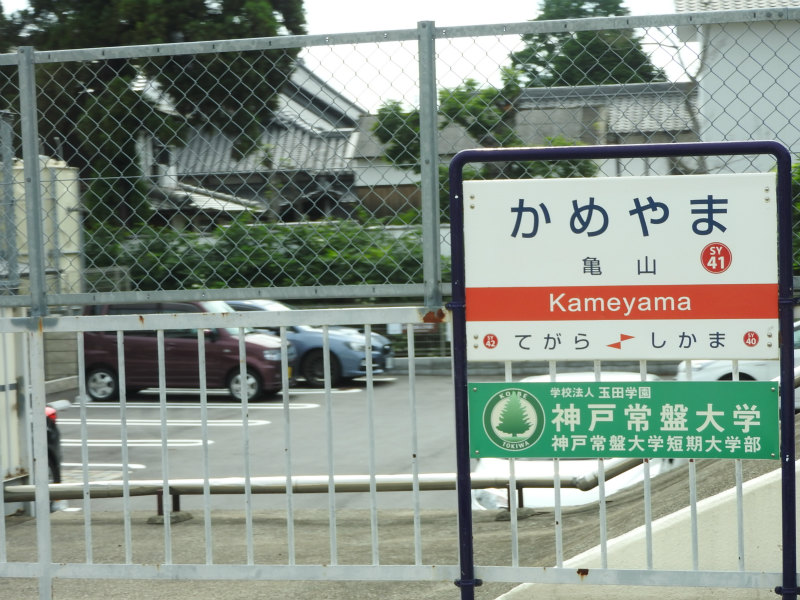 かめやま
亀山
SY
41
Kameyama
SY
42
てがら
しかま
SY
40
KOBE
TOKIWA
学校法人 玉田学園
神戸常盤大学
神戸常盤大学短期大学部